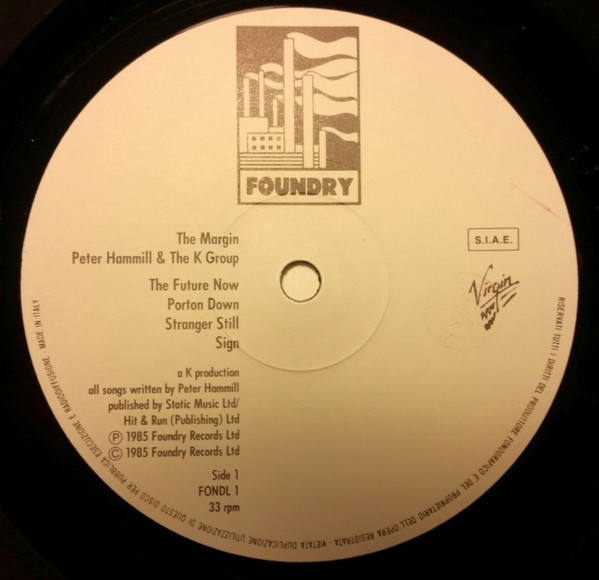 FOUNDRY
The Margin
Peter Hammill & The K Group
The Future Now
Porton Down
Stranger Still
Sign
a K production
all songs written by Peter Hammill
published by Static Music Ltd/
Hit & Run (Publishing) Ltd
Ⓟ 1985 Foundry Records Ltd
© 1985 Foundry Records Ltd
Side 1
FONDL 1
33 rpm
S.I.A.E.
Virgin
RISERVATI TUTTI I DIRITTI DEL PRODUTTORE FONOGRAFICO E DEL PROPRIETARIO DELL'OPERA REGISTRATA · VIETATA DUPLICAZIONE UTILIZZAZIONE DI QUESTO DISCO PER PUBBLICA ESECUZIONE E RADIODIFFUSIONE · MADE IN ITALY